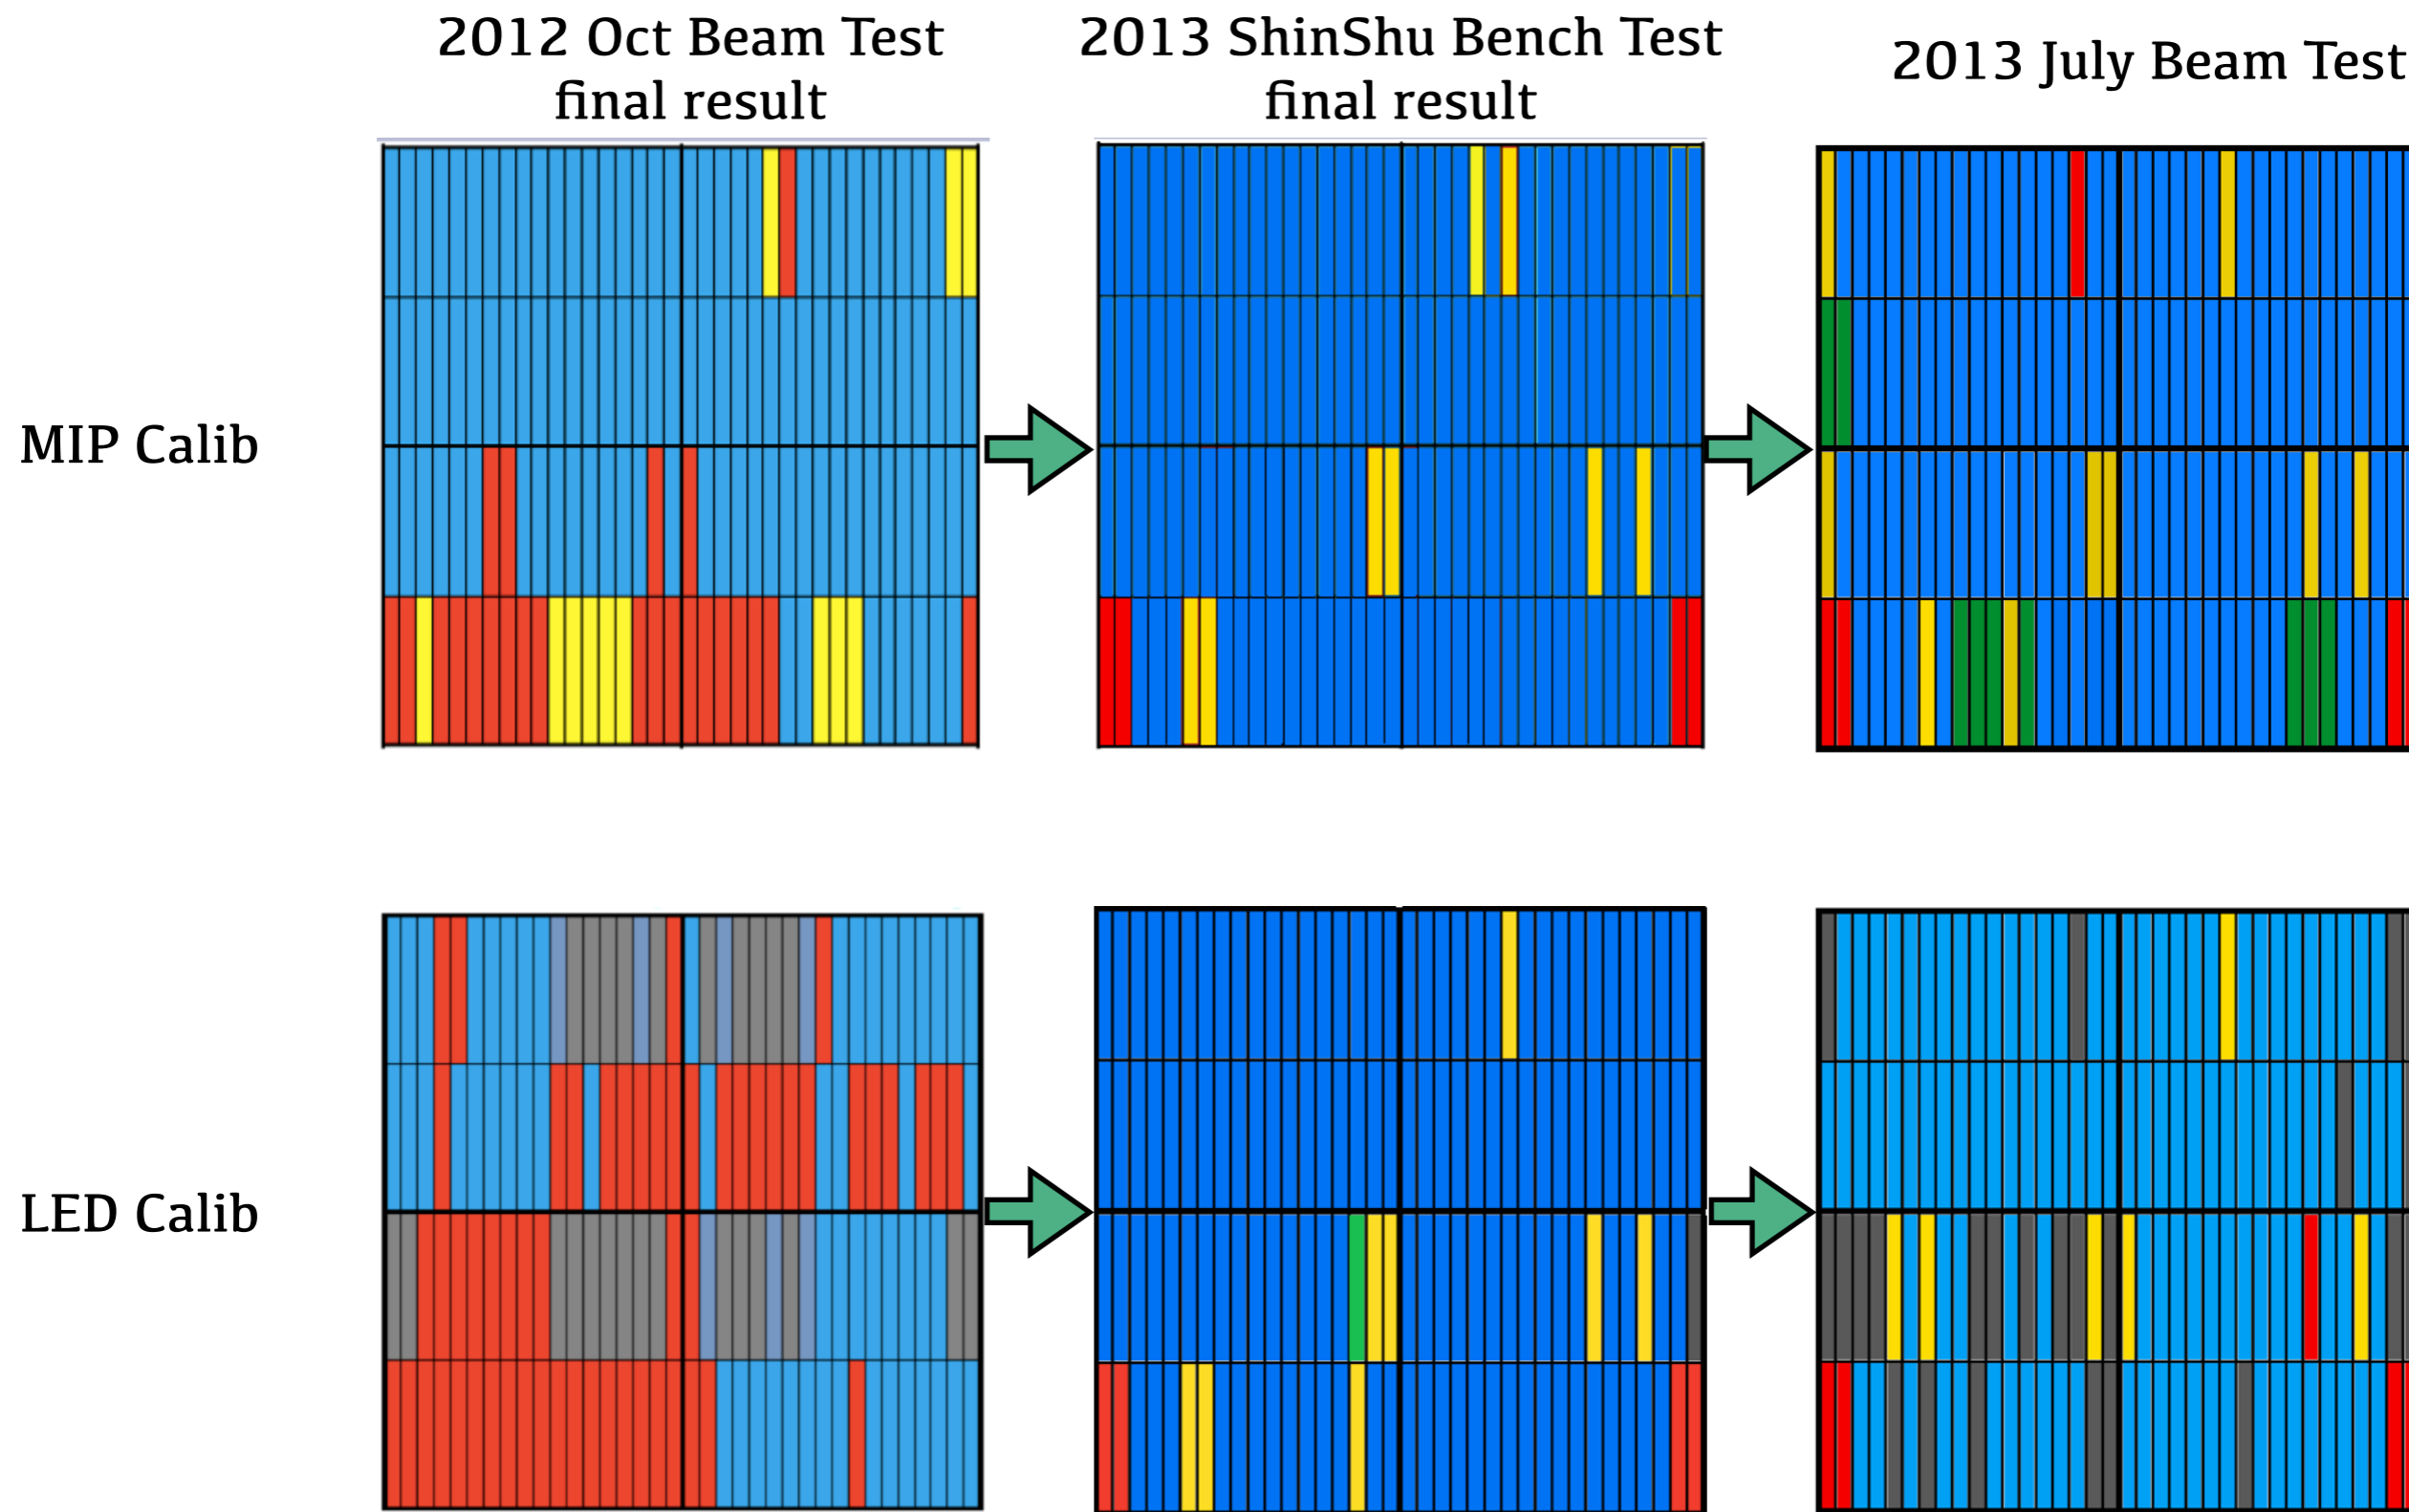 2012 Oct Beam Test
final result
2013 ShinShu Bench Test
final result
2013 July Beam Test
MIP Calib
LED Calib